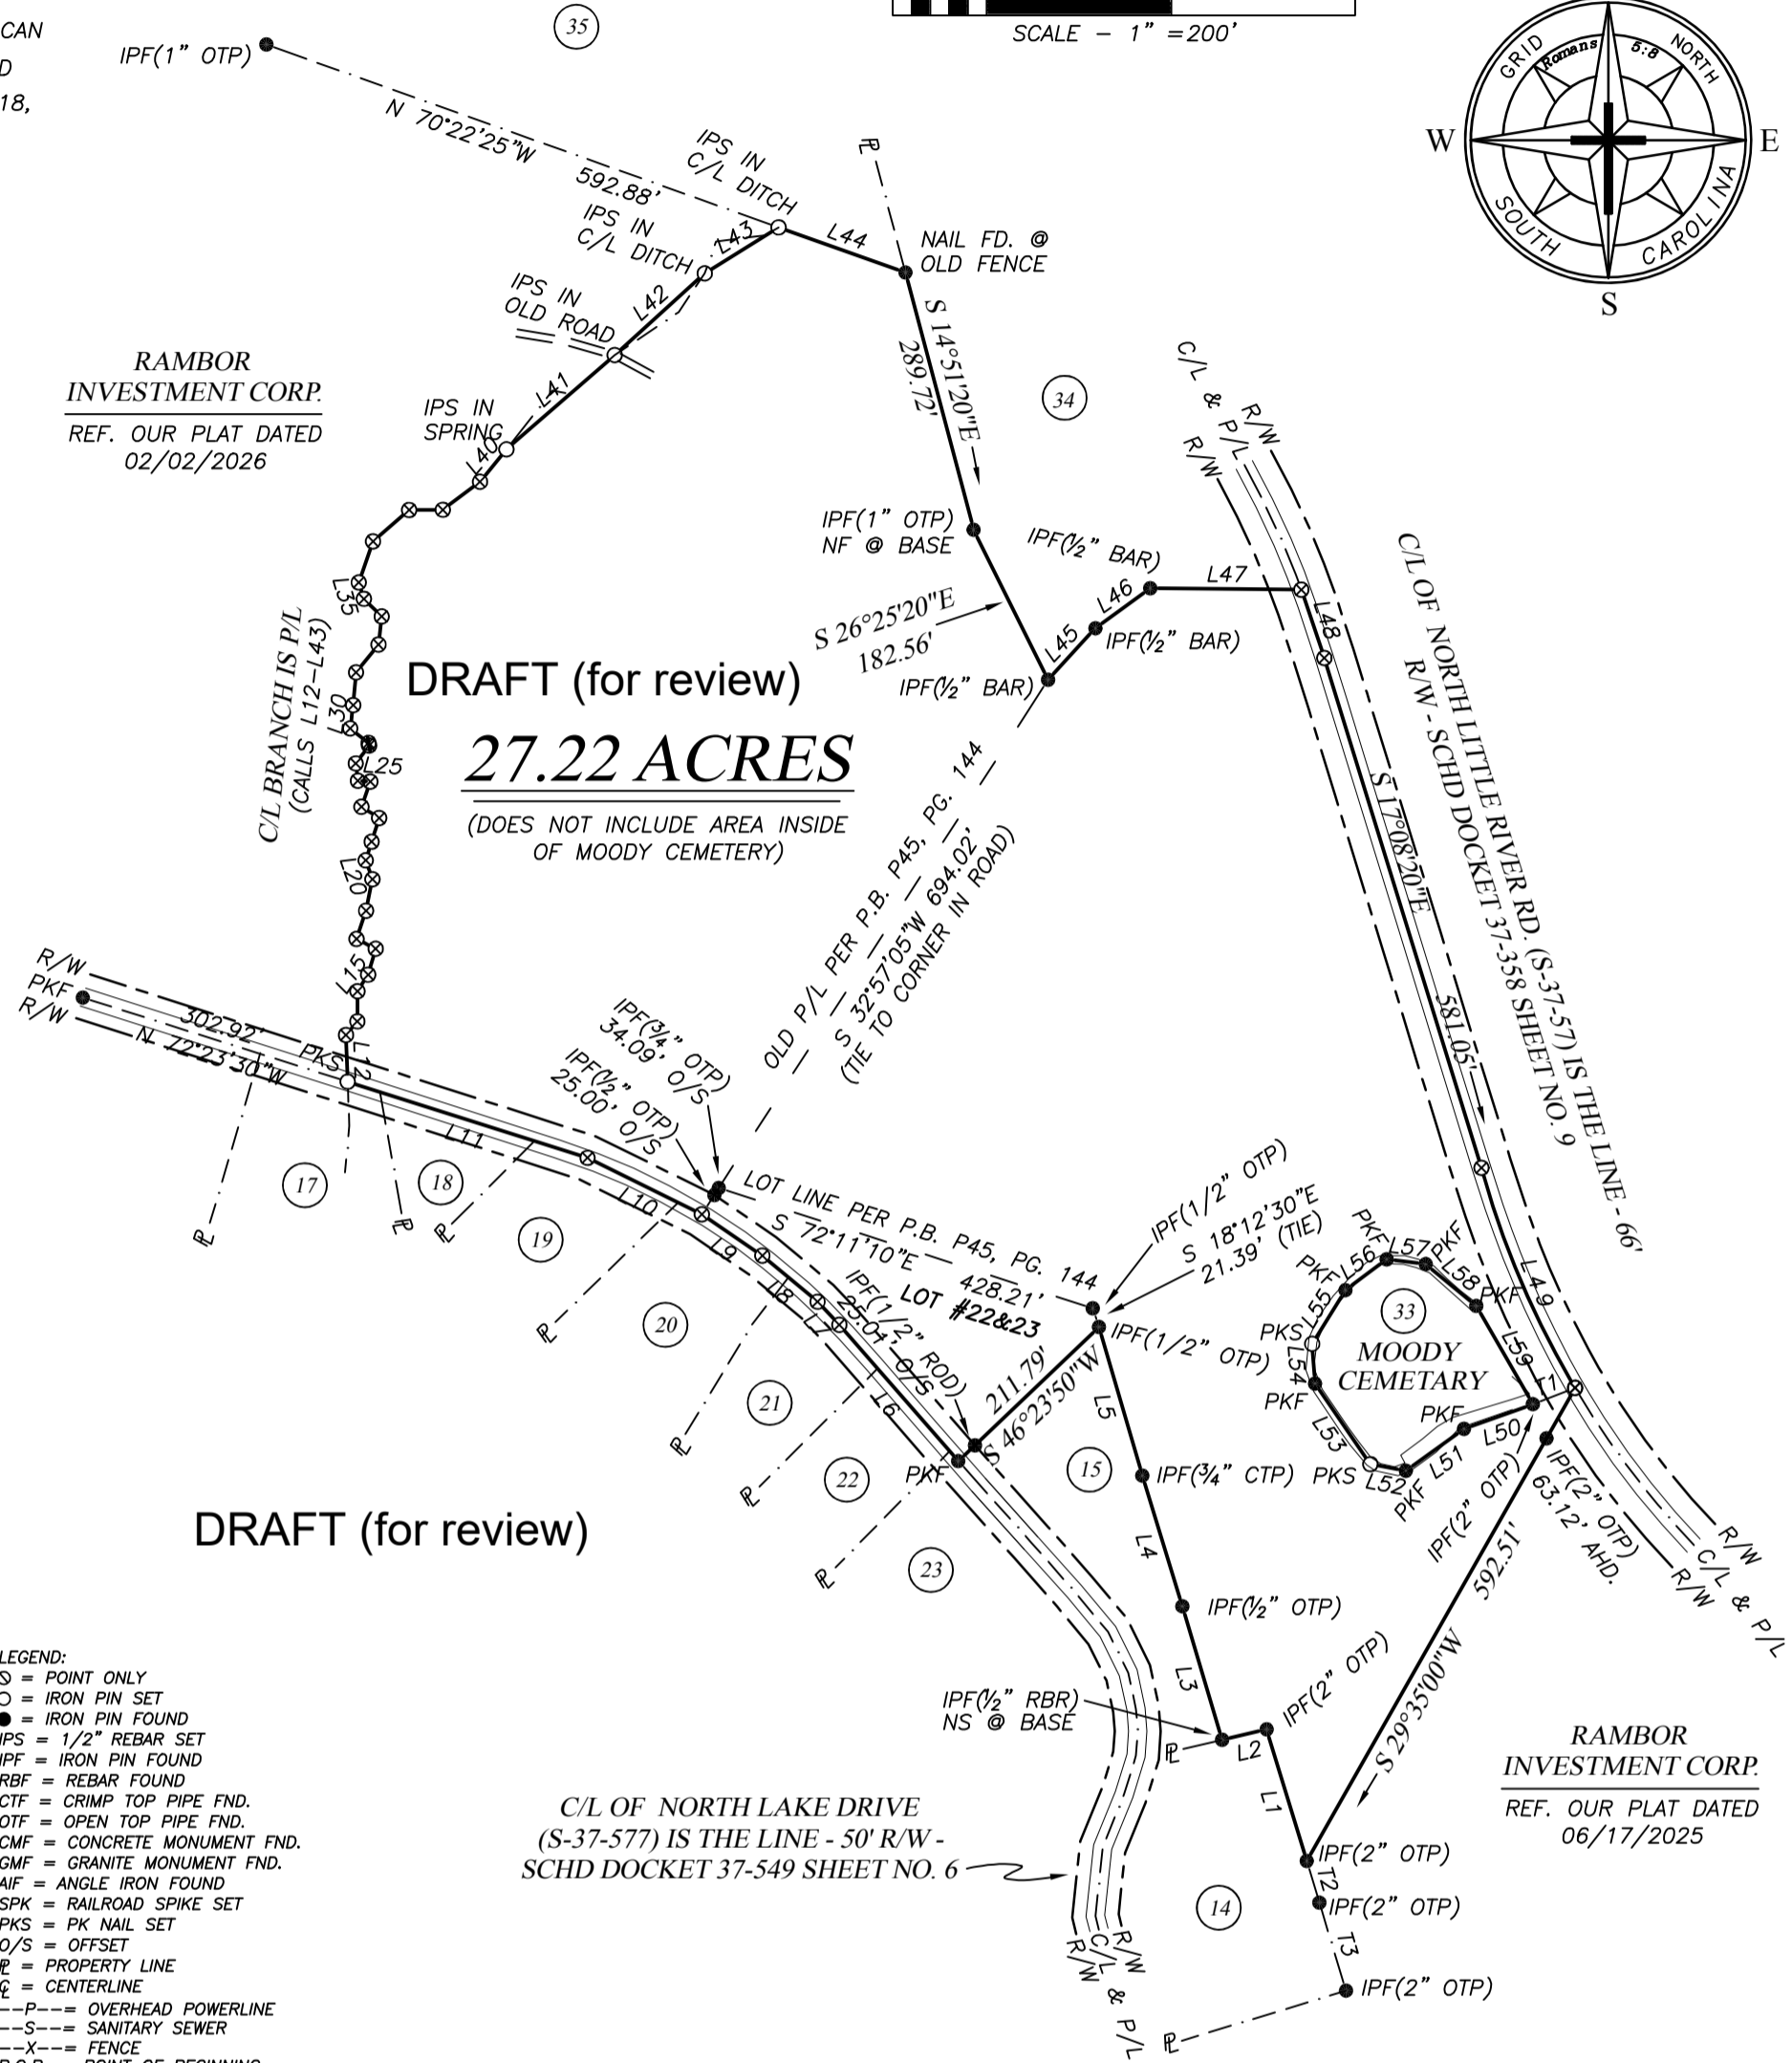 CAN
D
18,
35
SCALE - 1" =200'
IPF(1" OTP)
N 70°22'25"W
592.88'
IPS IN
C/L DITCH
IPS IN
C/L DITCH
L43
L44
NAIL FD. @
OLD FENCE
GRID
NORTH
Romans
5:8
W
E
SOUTH
CAROLINA
S
IPS IN
OLD ROAD
L42
L41
S 14°51'20"E
289.72'
34
RAMBOR
INVESTMENT CORP.
REF. OUR PLAT DATED
02/02/2026
IPS IN
SPRING
L40
C/L & P/L
R/W
R/W
IPF(1" OTP)
NF @ BASE
IPF(1/2" BAR)
L47
L46
L45
IPF(1/2" BAR)
S 26°25'20"E
182.56'
IPF(1/2" BAR)
L48
L35
C/L BRANCH IS P/L
(CALLS L12-L43)
L30
L25
L20
L15
L12
DRAFT (for review)
27.22 ACRES
(DOES NOT INCLUDE AREA INSIDE
OF MOODY CEMETERY)
OLD P/L PER P.B. P45, PG. 144
S 32°57'05"W 694.02'
(TIE TO CORNER IN ROAD)
S 17°08'20"E
581.05'
C/L OF NORTH LITTLE RIVER RD. (S-37-57) IS THE LINE - 66'
R/W - SCHD DOCKET 37-358 SHEET NO. 9
R/W
PKF
R/W
302.92'
N 72°23'30"W
PKS
L11
17
18
19
L10
IPF(3/4" OTP)
34.09' O/S
IPF(1/2" OTP)
25.00' O/S
LOT LINE PER P.B. P45, PG. 144
S 72°11'10"E
428.21'
LOT #22&23
IPF(1/2" OTP)
S 18°12'30"E
21.39' (TIE)
IPF(1/2" OTP)
L9
L8
L7
20
21
22
23
IPF(1/2" ROD)
25.01' O/S
L6
PKF
211.79'
S 46°23'50"W
L5
15
IPF(3/4" CTP)
PKF
L57
PKF
L56
L58
PKF
PKF
L55
33
PKS
MOODY
CEMETARY
L54
L59
L49
T1
PKF
PKF
L50
L53
L51
PKS
L52
PKF
IPF(2" OTP)
IPF(2" OTP)
63.12' AHD.
R/W
C/L & P/L
R/W
592.51'
S 29°35'00"W
DRAFT (for review)
L4
IPF(1/2" OTP)
L3
IPF(1/2" RBR)
NS @ BASE
L2
IPF(2" OTP)
L1
IPF(2" OTP)
T2
IPF(2" OTP)
T3
IPF(2" OTP)
14
C/L OF NORTH LAKE DRIVE
(S-37-577) IS THE LINE - 50' R/W -
SCHD DOCKET 37-549 SHEET NO. 6
R/W
C/L & P/L
R/W
RAMBOR
INVESTMENT CORP.
REF. OUR PLAT DATED
06/17/2025
LEGEND:
= POINT ONLY
= IRON PIN SET
= IRON PIN FOUND
IPS = 1/2" REBAR SET
IPF = IRON PIN FOUND
RBF = REBAR FOUND
CTF = CRIMP TOP PIPE FND.
OTF = OPEN TOP PIPE FND.
CMF = CONCRETE MONUMENT FND.
GMF = GRANITE MONUMENT FND.
AIF = ANGLE IRON FOUND
SPK = RAILROAD SPIKE SET
PKS = PK NAIL SET
O/S = OFFSET
PL = PROPERTY LINE
CL = CENTERLINE
--P--= OVERHEAD POWERLINE
--S--= SANITARY SEWER
--X--= FENCE